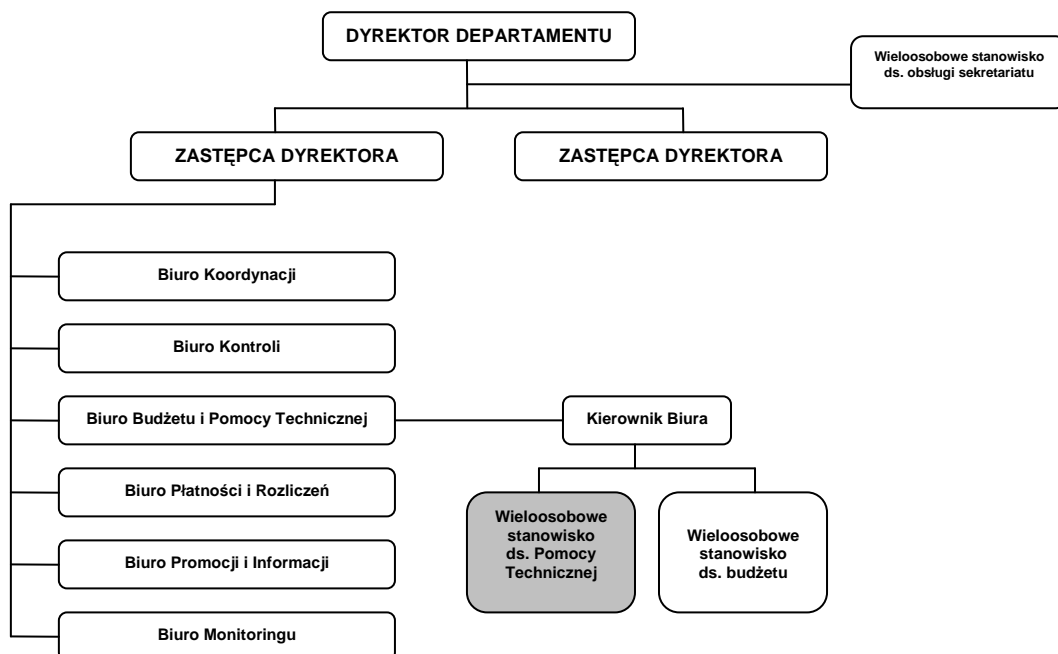 DYREKTOR DEPARTAMENTU
Wieloosobowe stanowisko
ds. obsługi sekretariatu
ZASTĘPCA DYREKTORA
ZASTĘPCA DYREKTORA
Biuro Koordynacji
Biuro Kontroli
Biuro Budżetu i Pomocy Technicznej
Kierownik Biura
Biuro Płatności i Rozliczeń
Wieloosobowe
stanowisko
ds. Pomocy
Technicznej
Wieloosobowe
stanowisko
ds. budżetu
Biuro Promocji i Informacji
Biuro Monitoringu